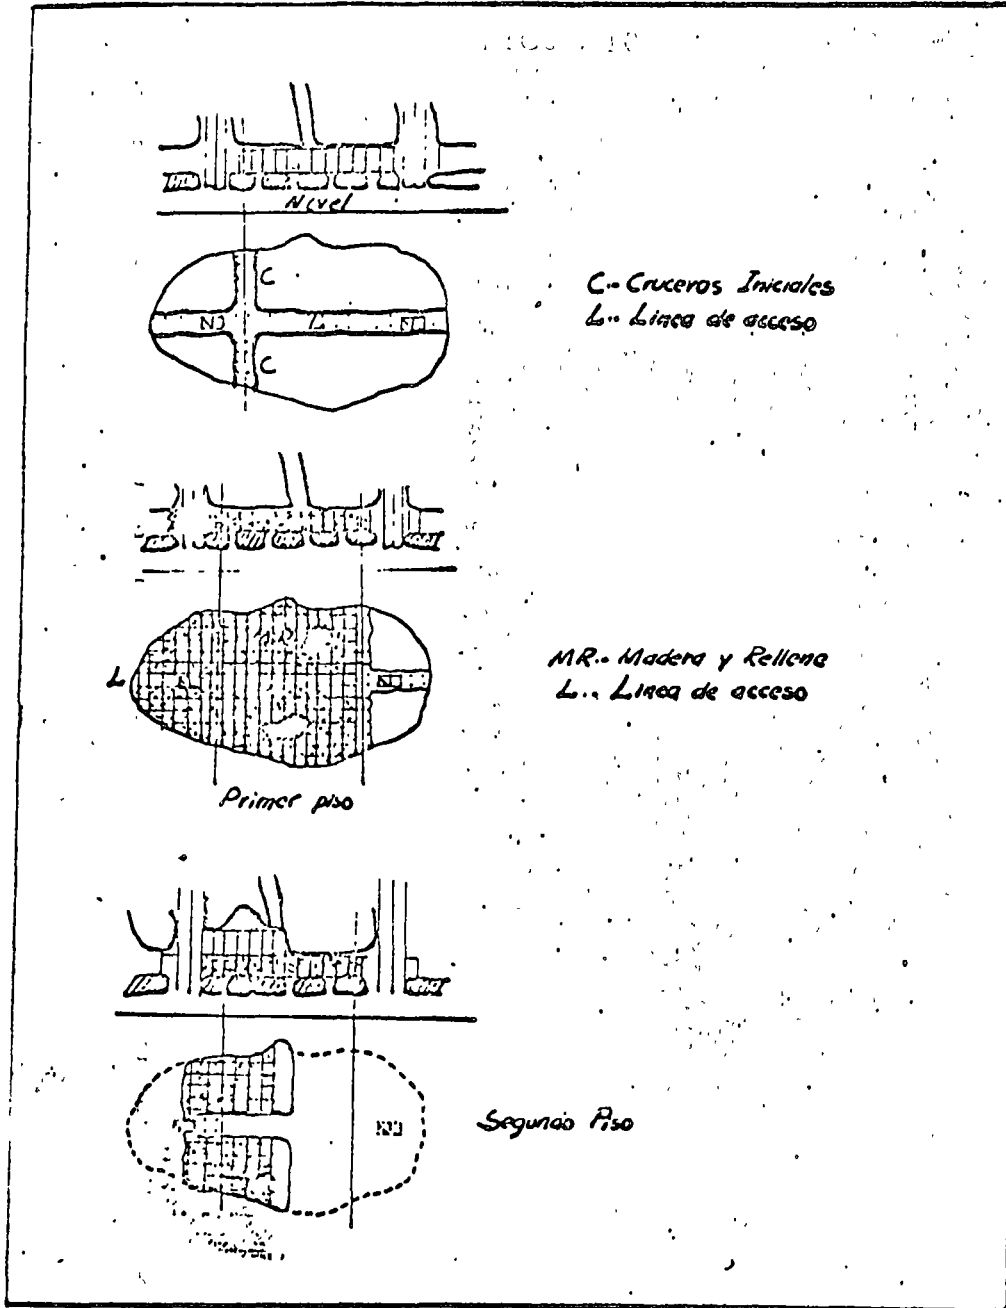 Nivel
C
C
L
C.- Cruceros Iniciales
L.- Linea de acceso
L
MR.- Madera y Relleno
L.- Linea de acceso
Primer piso
Segundo Piso